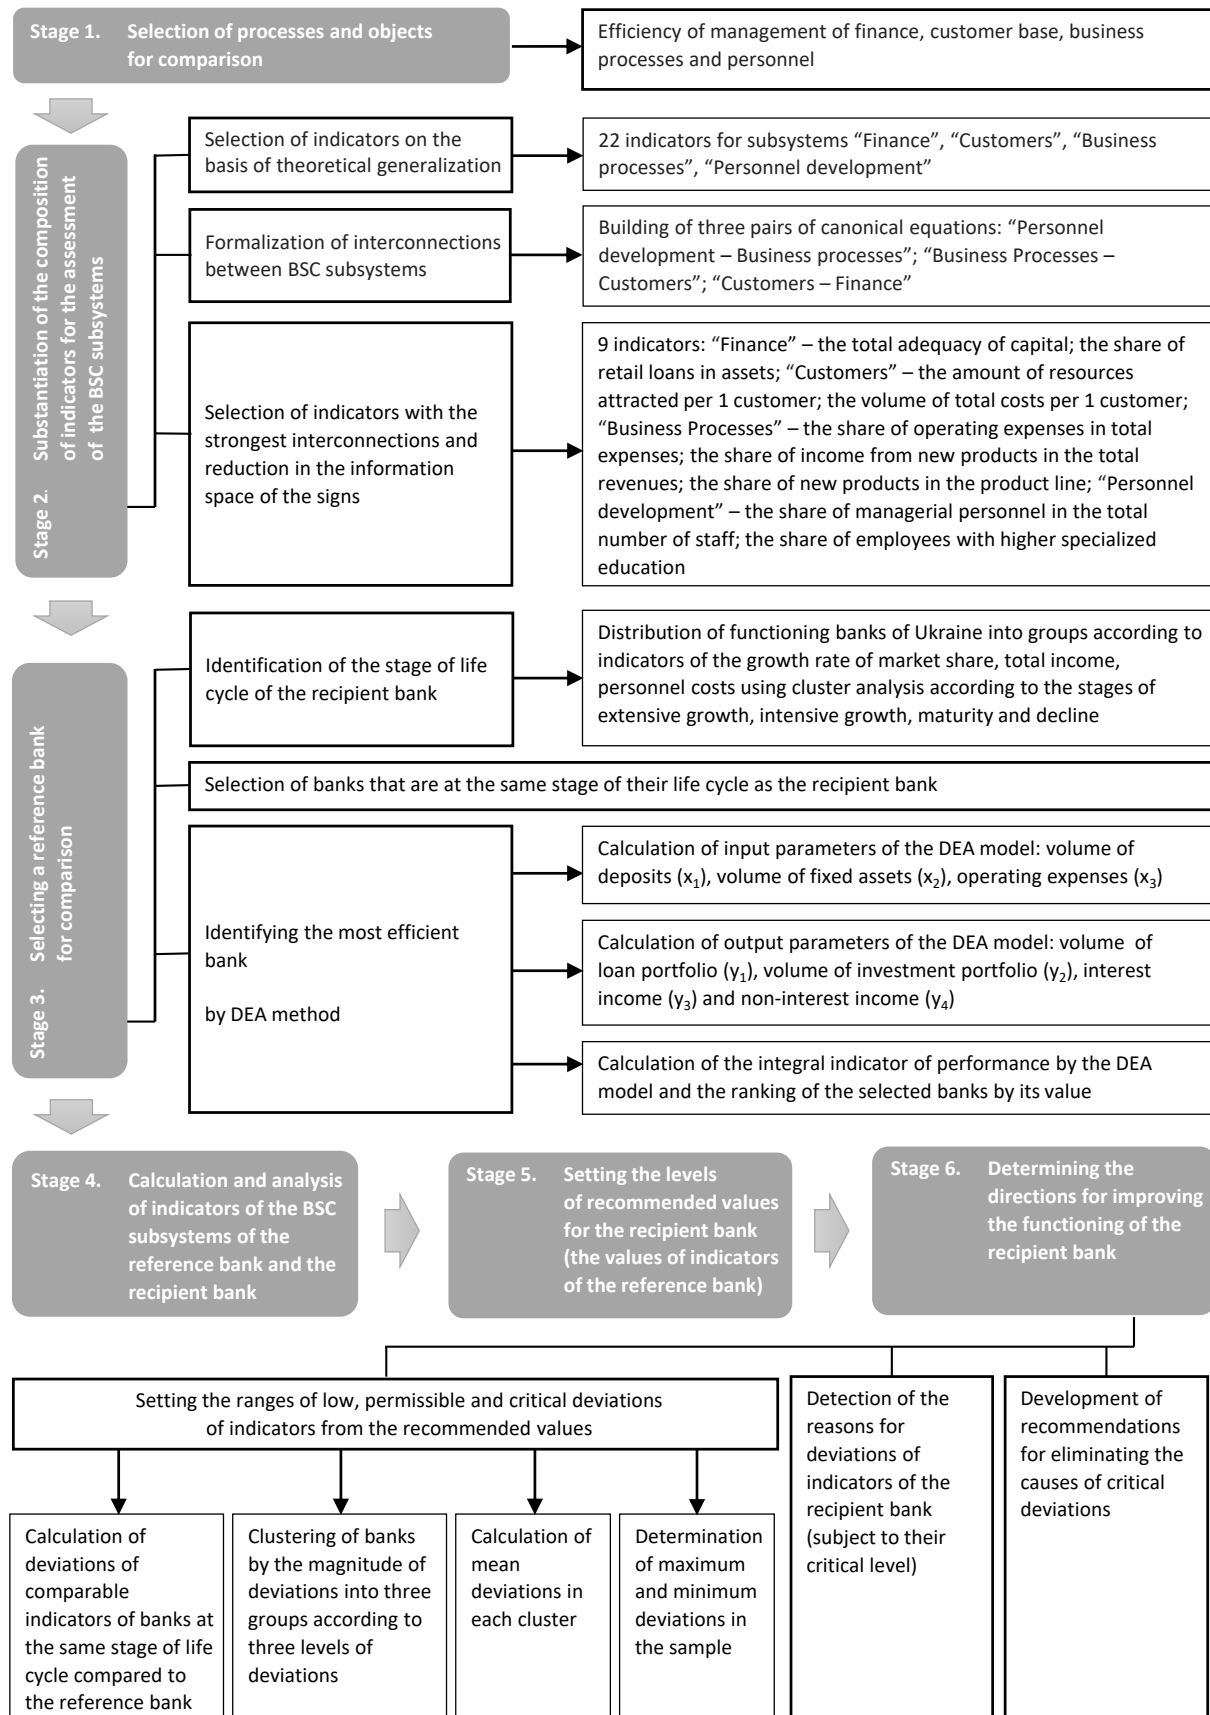 Stage 1. Selection of processes and objects
for comparison
Efficiency of management of finance, customer base, business
processes and personnel
Stage 2. Substantiation of the composition
of indicators for the assessment
of the BSC subsystems
Selection of indicators on the
basis of theoretical generalization
22 indicators for subsystems “Finance”, “Customers”, “Business
processes”, “Personnel development”
Formalization of interconnections
between BSC subsystems
Building of three pairs of canonical equations: “Personnel
development – Business processes”; “Business Processes –
Customers”; “Customers – Finance”
Selection of indicators with the
strongest interconnections and
reduction in the information
space of the signs
9 indicators: “Finance” – the total adequacy of capital; the share of
retail loans in assets; “Customers” – the amount of resources
attracted per 1 customer; the volume of total costs per 1 customer;
“Business Processes” – the share of operating expenses in total
expenses; the share of income from new products in the total
revenues; the share of new products in the product line; “Personnel
development” – the share of managerial personnel in the total
number of staff; the share of employees with higher specialized
education
Stage 3. Selecting a reference bank
for comparison
Identification of the stage of life
cycle of the recipient bank
Distribution of functioning banks of Ukraine into groups according to
indicators of the growth rate of market share, total income,
personnel costs using cluster analysis according to the stages of
extensive growth, intensive growth, maturity and decline
Selection of banks that are at the same stage of their life cycle as the recipient bank
Identifying the most efficient
bank
by DEA method
Calculation of input parameters of the DEA model: volume of
deposits (x₁), volume of fixed assets (x₂), operating expenses (x₃)
Calculation of output parameters of the DEA model: volume of
loan portfolio (y₁), volume of investment portfolio (y₂), interest
income (y₃) and non-interest income (y₄)
Calculation of the integral indicator of performance by the DEA
model and the ranking of the selected banks by its value
Stage 4. Calculation and analysis
of indicators of the BSC
subsystems of the
reference bank and the
recipient bank
Stage 5. Setting the levels
of recommended values
for the recipient bank
(the values of indicators
of the reference bank)
Stage 6. Determining the
directions for improving
the functioning of the
recipient bank
Setting the ranges of low, permissible and critical deviations
of indicators from the recommended values
Calculation of
deviations of
comparable
indicators of banks at
the same stage of life
cycle compared to
the reference bank
Clustering of banks
by the magnitude of
deviations into three
groups according to
three levels of
deviations
Calculation of
mean
deviations in
each cluster
Determination
of maximum
and minimum
deviations in
the sample
Detection of the
reasons for
deviations of
indicators of the
recipient bank
(subject to their
critical level)
Development of
recommendations
for eliminating the
causes of critical
deviations